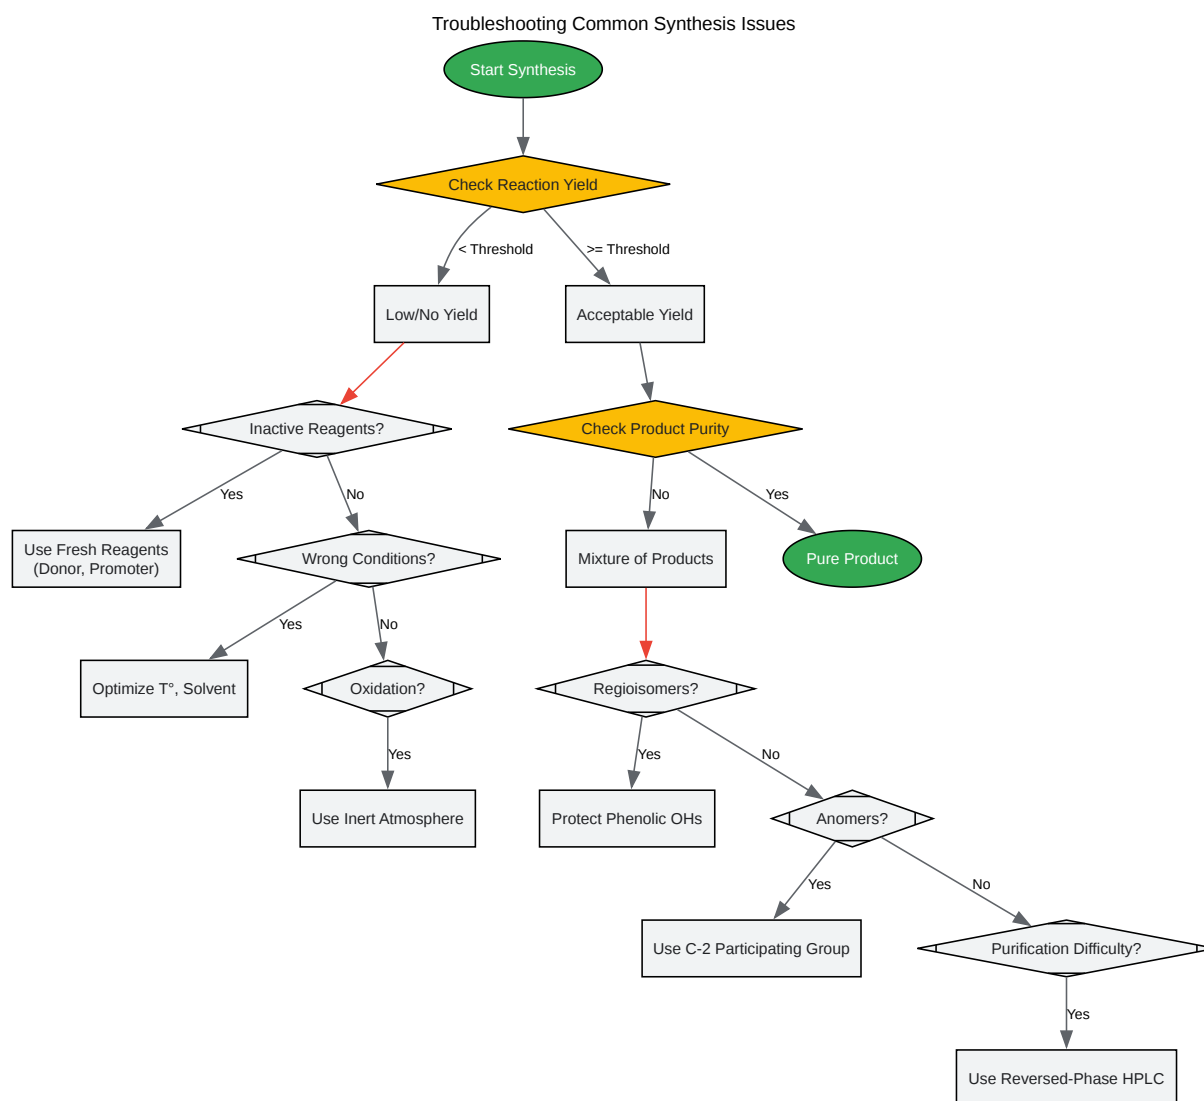 Troubleshooting Common Synthesis Issues
Start Synthesis
Check Reaction Yield
< Threshold
>= Threshold
Low/No Yield
Acceptable Yield
Inactive Reagents?
Check Product Purity
Yes
No
No
Yes
Use Fresh Reagents
(Donor, Promoter)
Wrong Conditions?
Mixture of Products
Pure Product
Yes
No
Optimize T°, Solvent
Oxidation?
Regioisomers?
Yes
Yes
No
Use Inert Atmosphere
Protect Phenolic OHs
Anomers?
Yes
No
Use C-2 Participating Group
Purification Difficulty?
Yes
Use Reversed-Phase HPLC